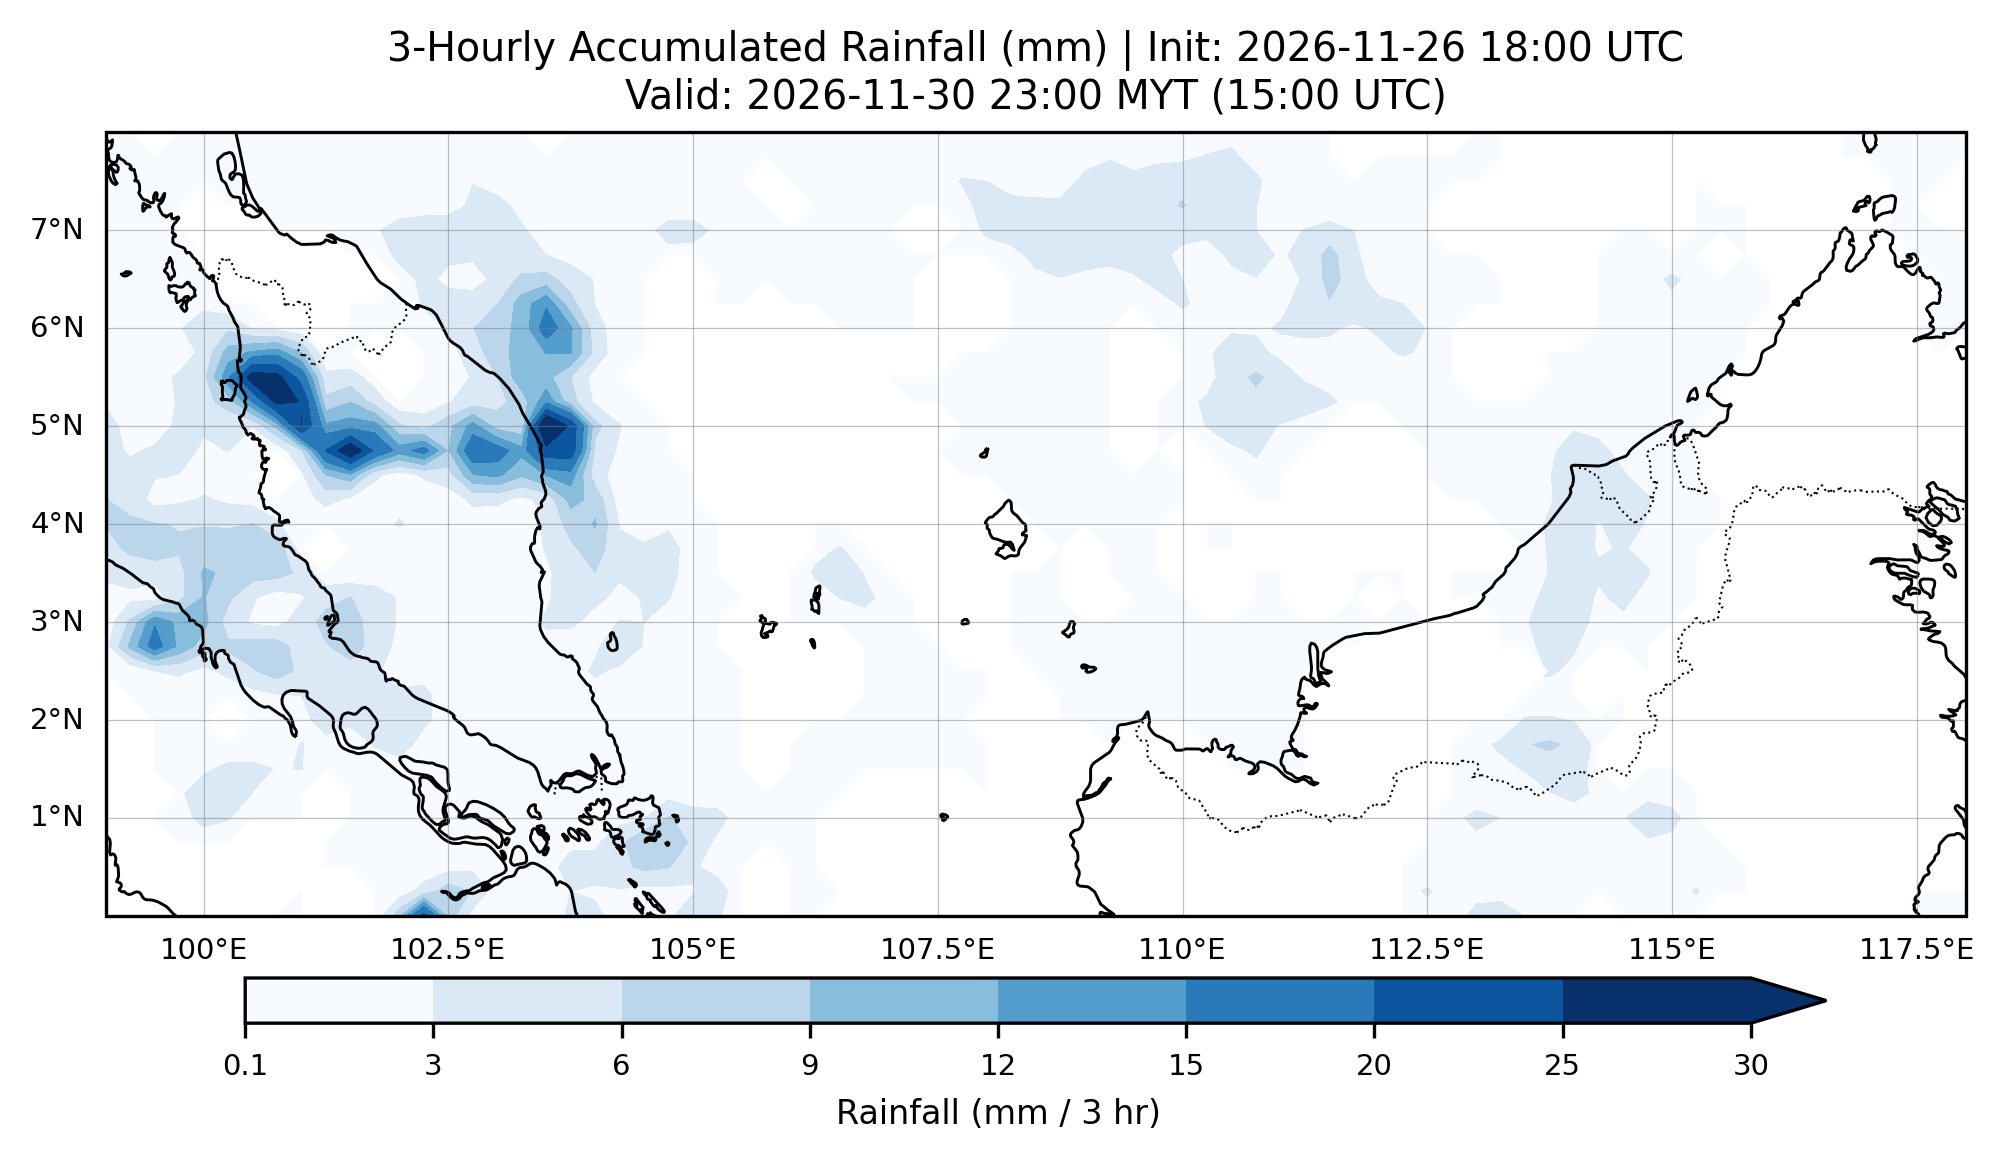 3-Hourly Accumulated Rainfall (mm) | Init: 2026-11-26 18:00 UTC
Valid: 2026-11-30 23:00 MYT (15:00 UTC)
7°N
6°N
5°N
4°N
3°N
2°N
1°N
100°E 102.5°E 105°E 107.5°E 110°E 112.5°E 115°E 117.5°E
0.1 3 6 9 12 15 20 25 30
Rainfall (mm / 3 hr)